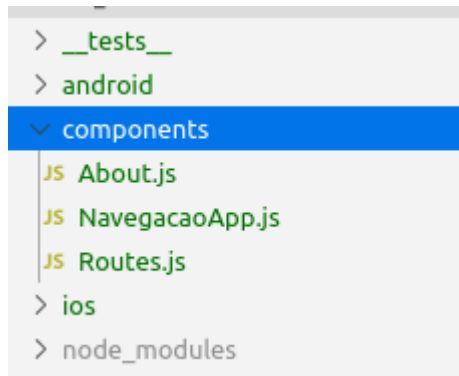 __tests__
android
components
JS About.js
JS NavegacaoApp.js
JS Routes.js
ios
node_modules